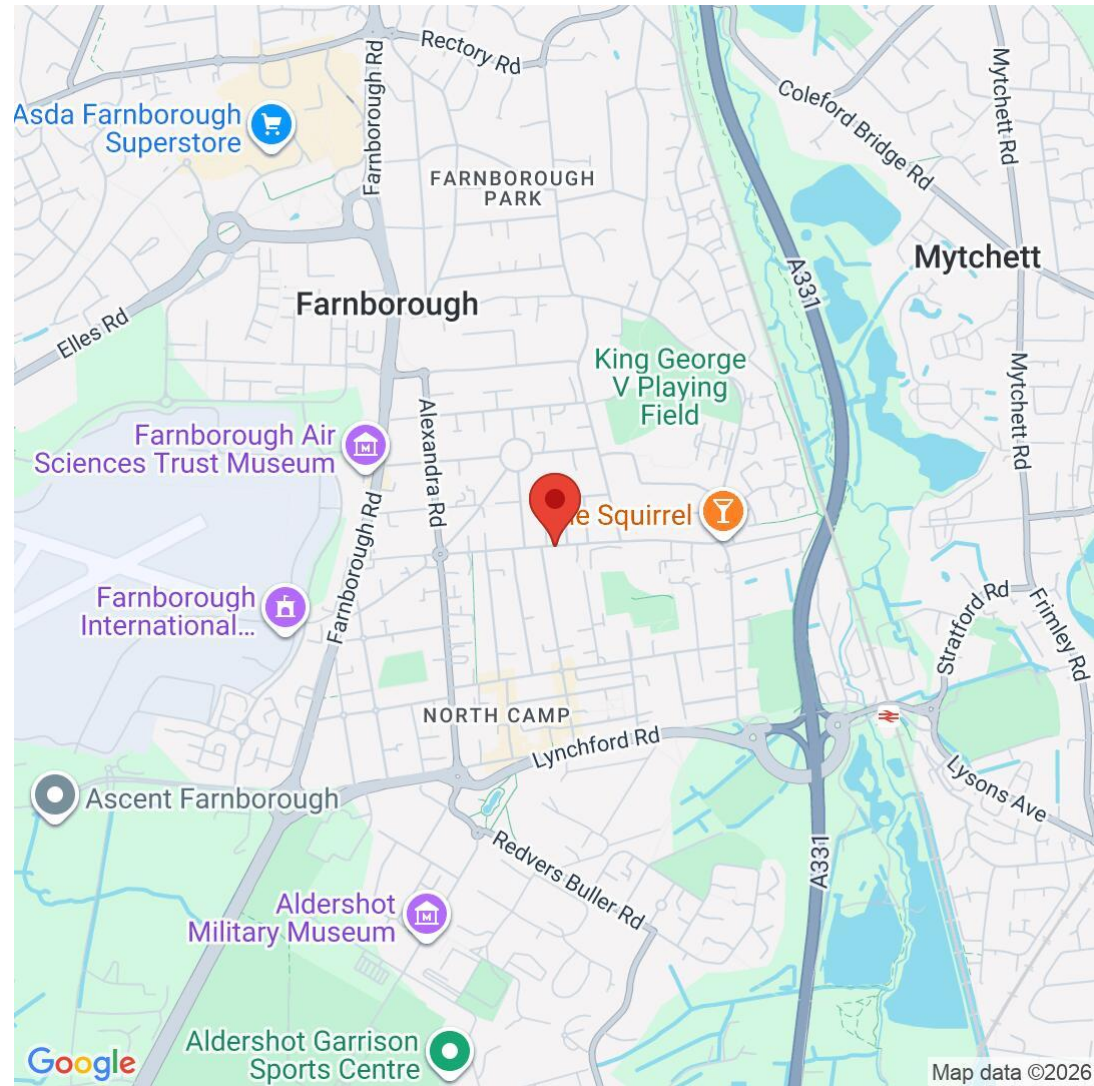 Rectory Rd
Coleford Bridge Rd
Mytchett Rd
Asda Farnborough
Superstore
Farnborough Rd
FARNBOROUGH
PARK
Mytchett
A331
Farnborough
Elles Rd
King George
V Playing
Field
Mytchett Rd
Alexandra Rd
Farnborough Air
Sciences Trust Museum
Squirrel
Farnborough Rd
Farnborough
International...
Stratford Rd
Frimley Rd
NORTH CAMP
Lynchford Rd
Lysons Ave
Ascent Farnborough
Redvers Buller Rd
A331
Aldershot
Military Museum
Aldershot Garrison
Sports Centre
Google
Map data ©2026